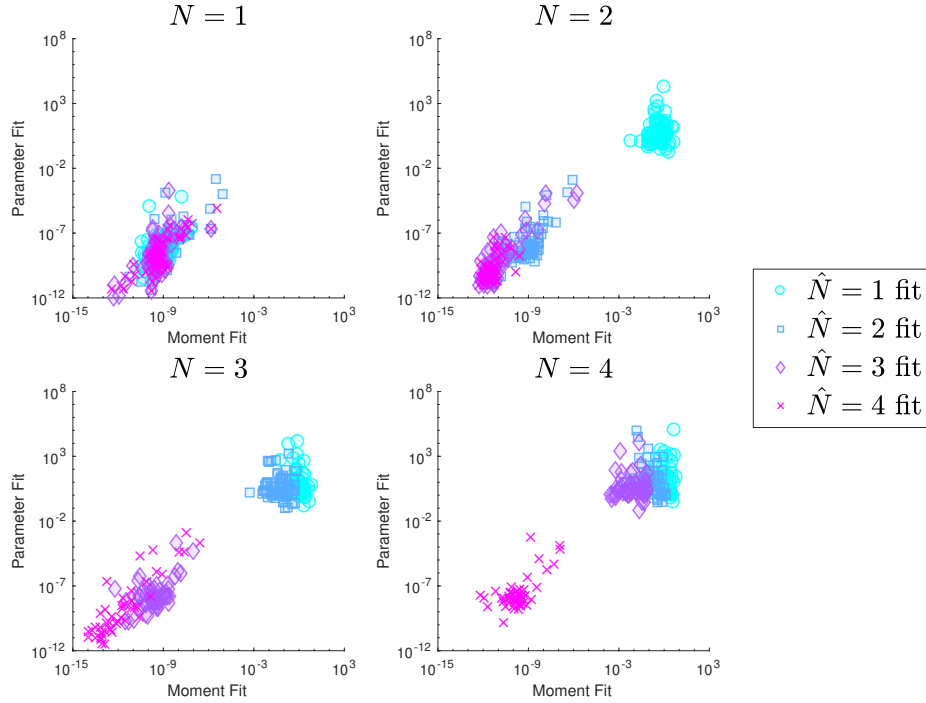 N = 1
10^8
10^3
10^-2
10^-7
10^-12
Parameter Fit
10^-15
10^-9
10^-3
10^3
Moment Fit
N = 2
10^8
10^3
10^-2
10^-7
10^-12
Parameter Fit
10^-15
10^-9
10^-3
10^3
Moment Fit
N̂ = 1 fit
N̂ = 2 fit
N̂ = 3 fit
N̂ = 4 fit
N = 3
10^8
10^3
10^-2
10^-7
10^-12
Parameter Fit
10^-15
10^-9
10^-3
10^3
Moment Fit
N = 4
10^8
10^3
10^-2
10^-7
10^-12
Parameter Fit
10^-15
10^-9
10^-3
10^3
Moment Fit